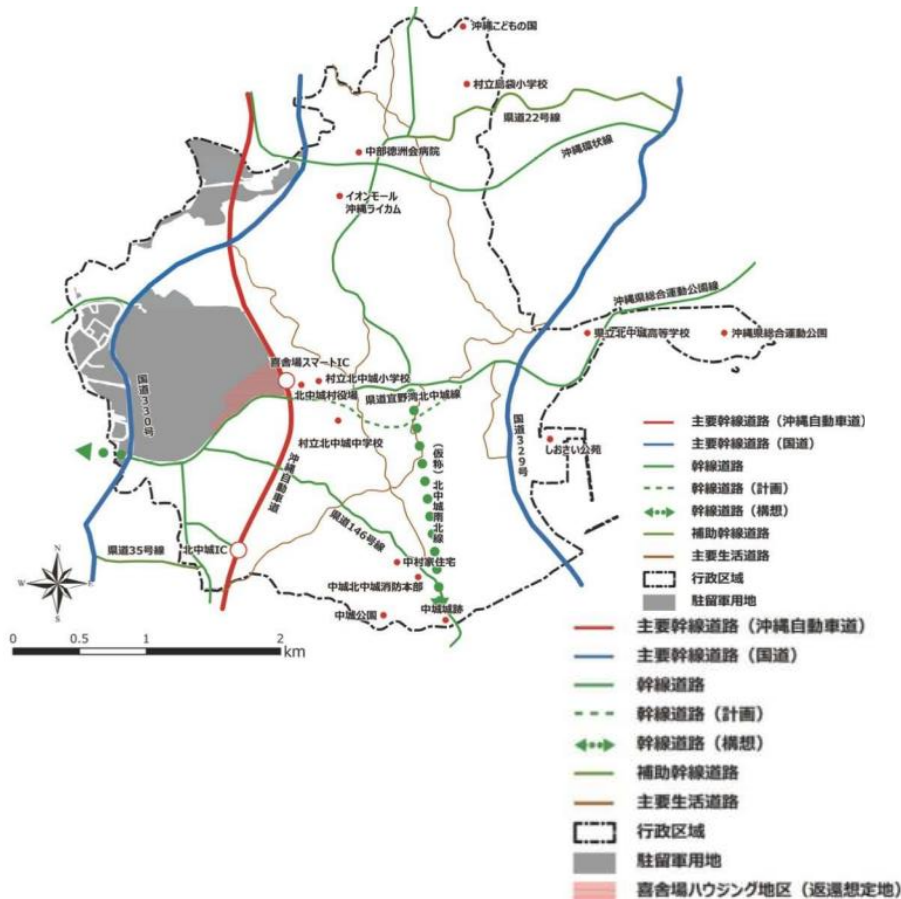 沖縄こどもの国
村立島袋小学校
県道22号線
沖縄環状線
中部徳洲会病院
イオンモール
沖縄ライカム
沖縄県総合運動公園線
県立北中城高等学校
沖縄県総合運動公園
喜舎場スマートIC
村立北中城小学校
北中城村役場
県道宜野湾北中城線
国道330号
村立北中城中学校
国道329号
しおさい公苑
沖縄自動車道
(仮称)北中城南北線
県道146号線
北中城IC
県道35号線
中村家住宅
中城北中城消防本部
中城公園
中城城跡
N
W
E
S
0 0.5 1 2
km
主要幹線道路(沖縄自動車道)
主要幹線道路(国道)
幹線道路
幹線道路(計画)
幹線道路(構想)
補助幹線道路
主要生活道路
行政区域
駐留軍用地
主要幹線道路(沖縄自動車道)
主要幹線道路(国道)
幹線道路
幹線道路(計画)
幹線道路(構想)
補助幹線道路
主要生活道路
行政区域
駐留軍用地
喜舎場ハウジング地区(返還想定地)